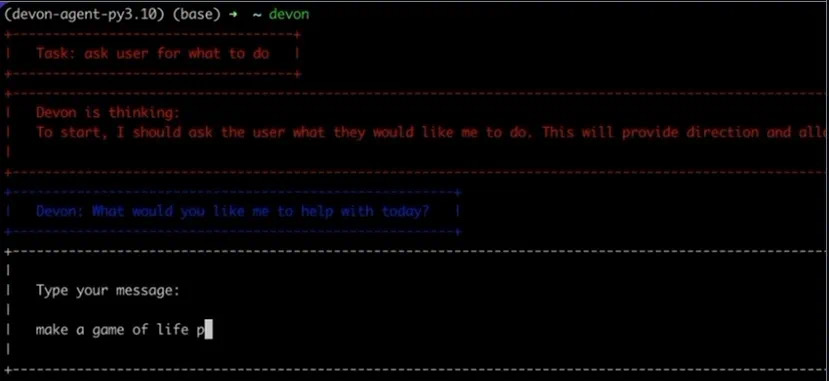 (devon-agent-py3.10) (base) ➜ ~ devon
Task: ask user for what to do
Devon is thinking:
To start, I should ask the user what they would like me to do. This will provide direction and
Devon: What would you like me to help with today?
Type your message:
make a game of life p